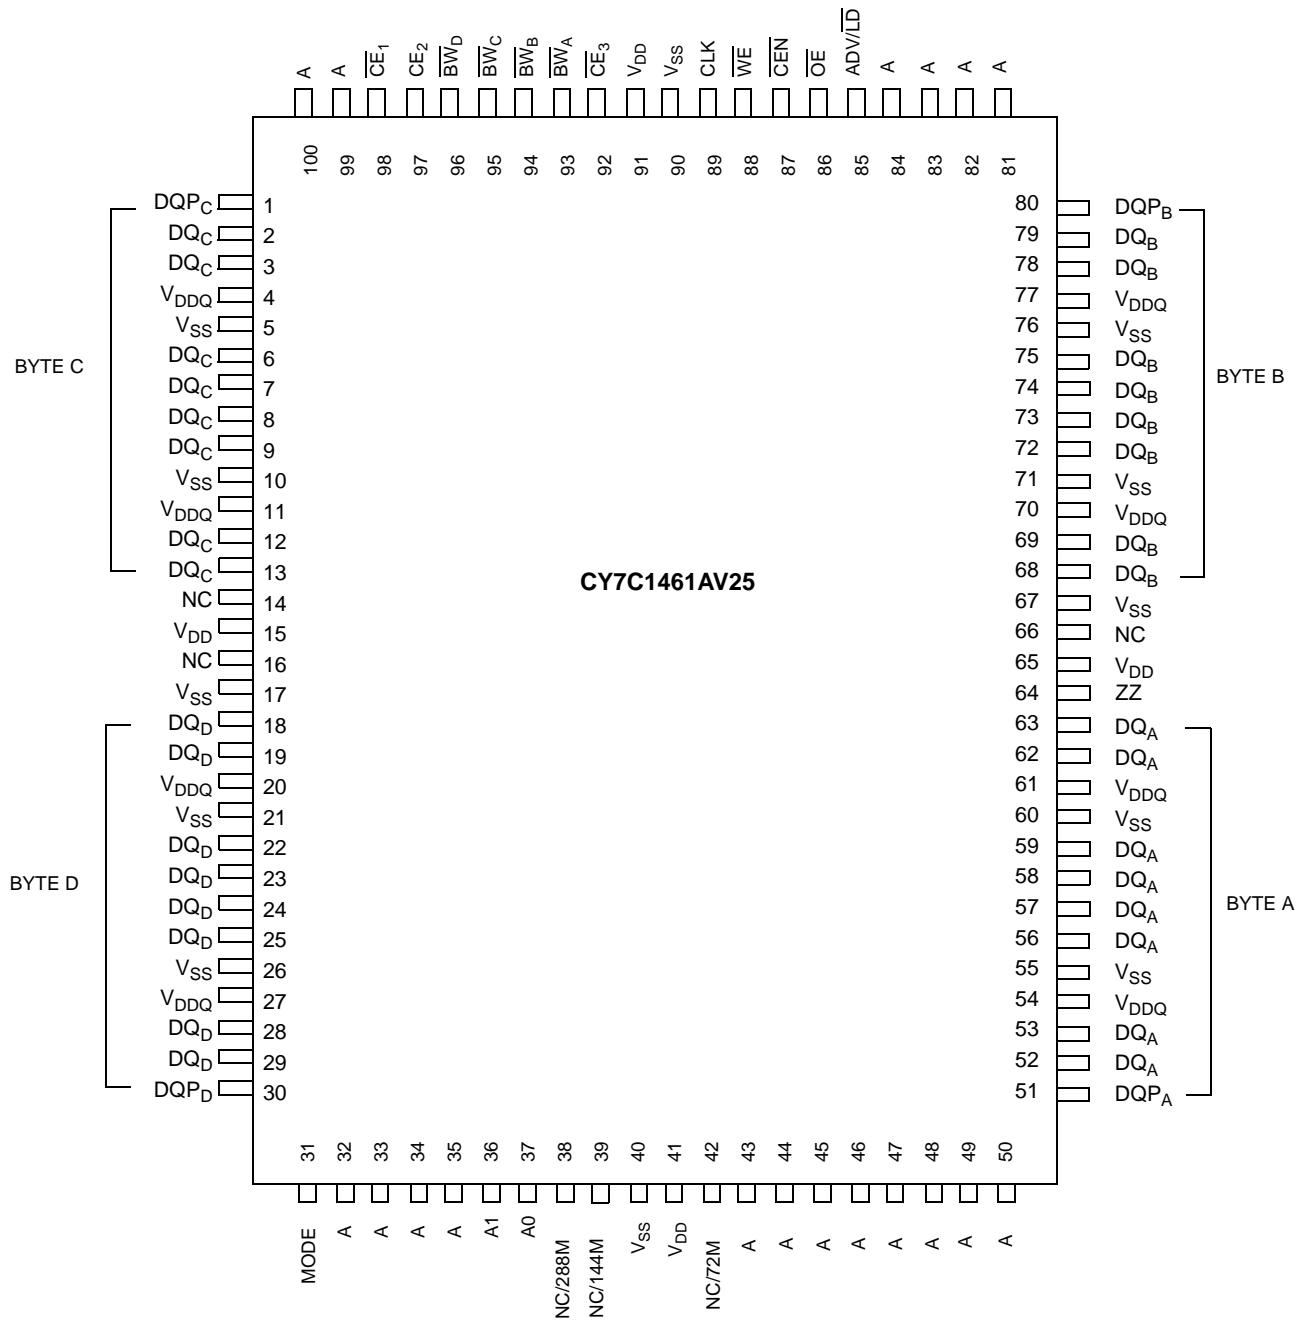 A A CE1 CE2 BWD BWC BWB BWA CE3 VDD VSS CLK WE CEN OE ADV/LD A A A A
100 99 98 97 96 95 94 93 92 91 90 89 88 87 86 85 84 83 82 81
DQPC 1 80 DQPB
DQC 2 79 DQB
DQC 3 78 DQB
VDDQ 4 77 VDDQ
VSS 5 76 VSS
DQC 6 75 DQB
BYTE C
BYTE B
DQC 7 74 DQB
DQC 8 73 DQB
DQC 9 72 DQB
VSS 10 71 VSS
VDDQ 11 70 VDDQ
DQC 12 69 DQB
DQC 13 68 DQB
CY7C1461AV25
NC 14 67 VSS
VDD 15 66 NC
NC 16 65 VDD
VSS 17 64 ZZ
DQD 18 63 DQA
DQD 19 62 DQA
VDDQ 20 61 VDDQ
VSS 21 60 VSS
DQD 22 59 DQA
DQD 23 58 DQA
BYTE D
BYTE A
DQD 24 57 DQA
DQD 25 56 DQA
VSS 26 55 VSS
VDDQ 27 54 VDDQ
DQD 28 53 DQA
DQD 29 52 DQA
DQPD 30 51 DQPA
31 32 33 34 35 36 37 38 39 40 41 42 43 44 45 46 47 48 49 50
MODE A A A A A1 A0 NC/288M NC/144M VSS VDD NC/72M A A A A A A A A